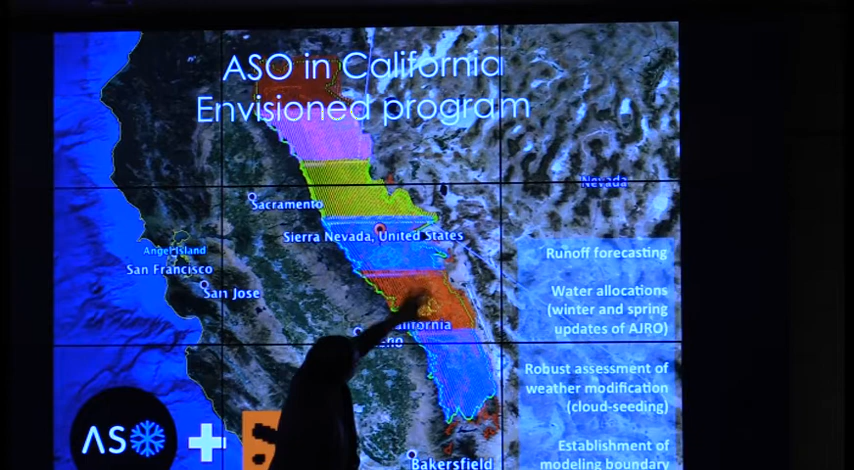 ASO in California
Envisioned program
Nevada
Sacramento
Sierra Nevada, United States
Angel Island
San Francisco
San Jose
Runoff forecasting
Water allocations
(winter and spring
updates of AJRO)
California
Robust assessment of
weather modification
(cloud-seeding)
ASO
Bakersfield
Establishment of
modeling boundary